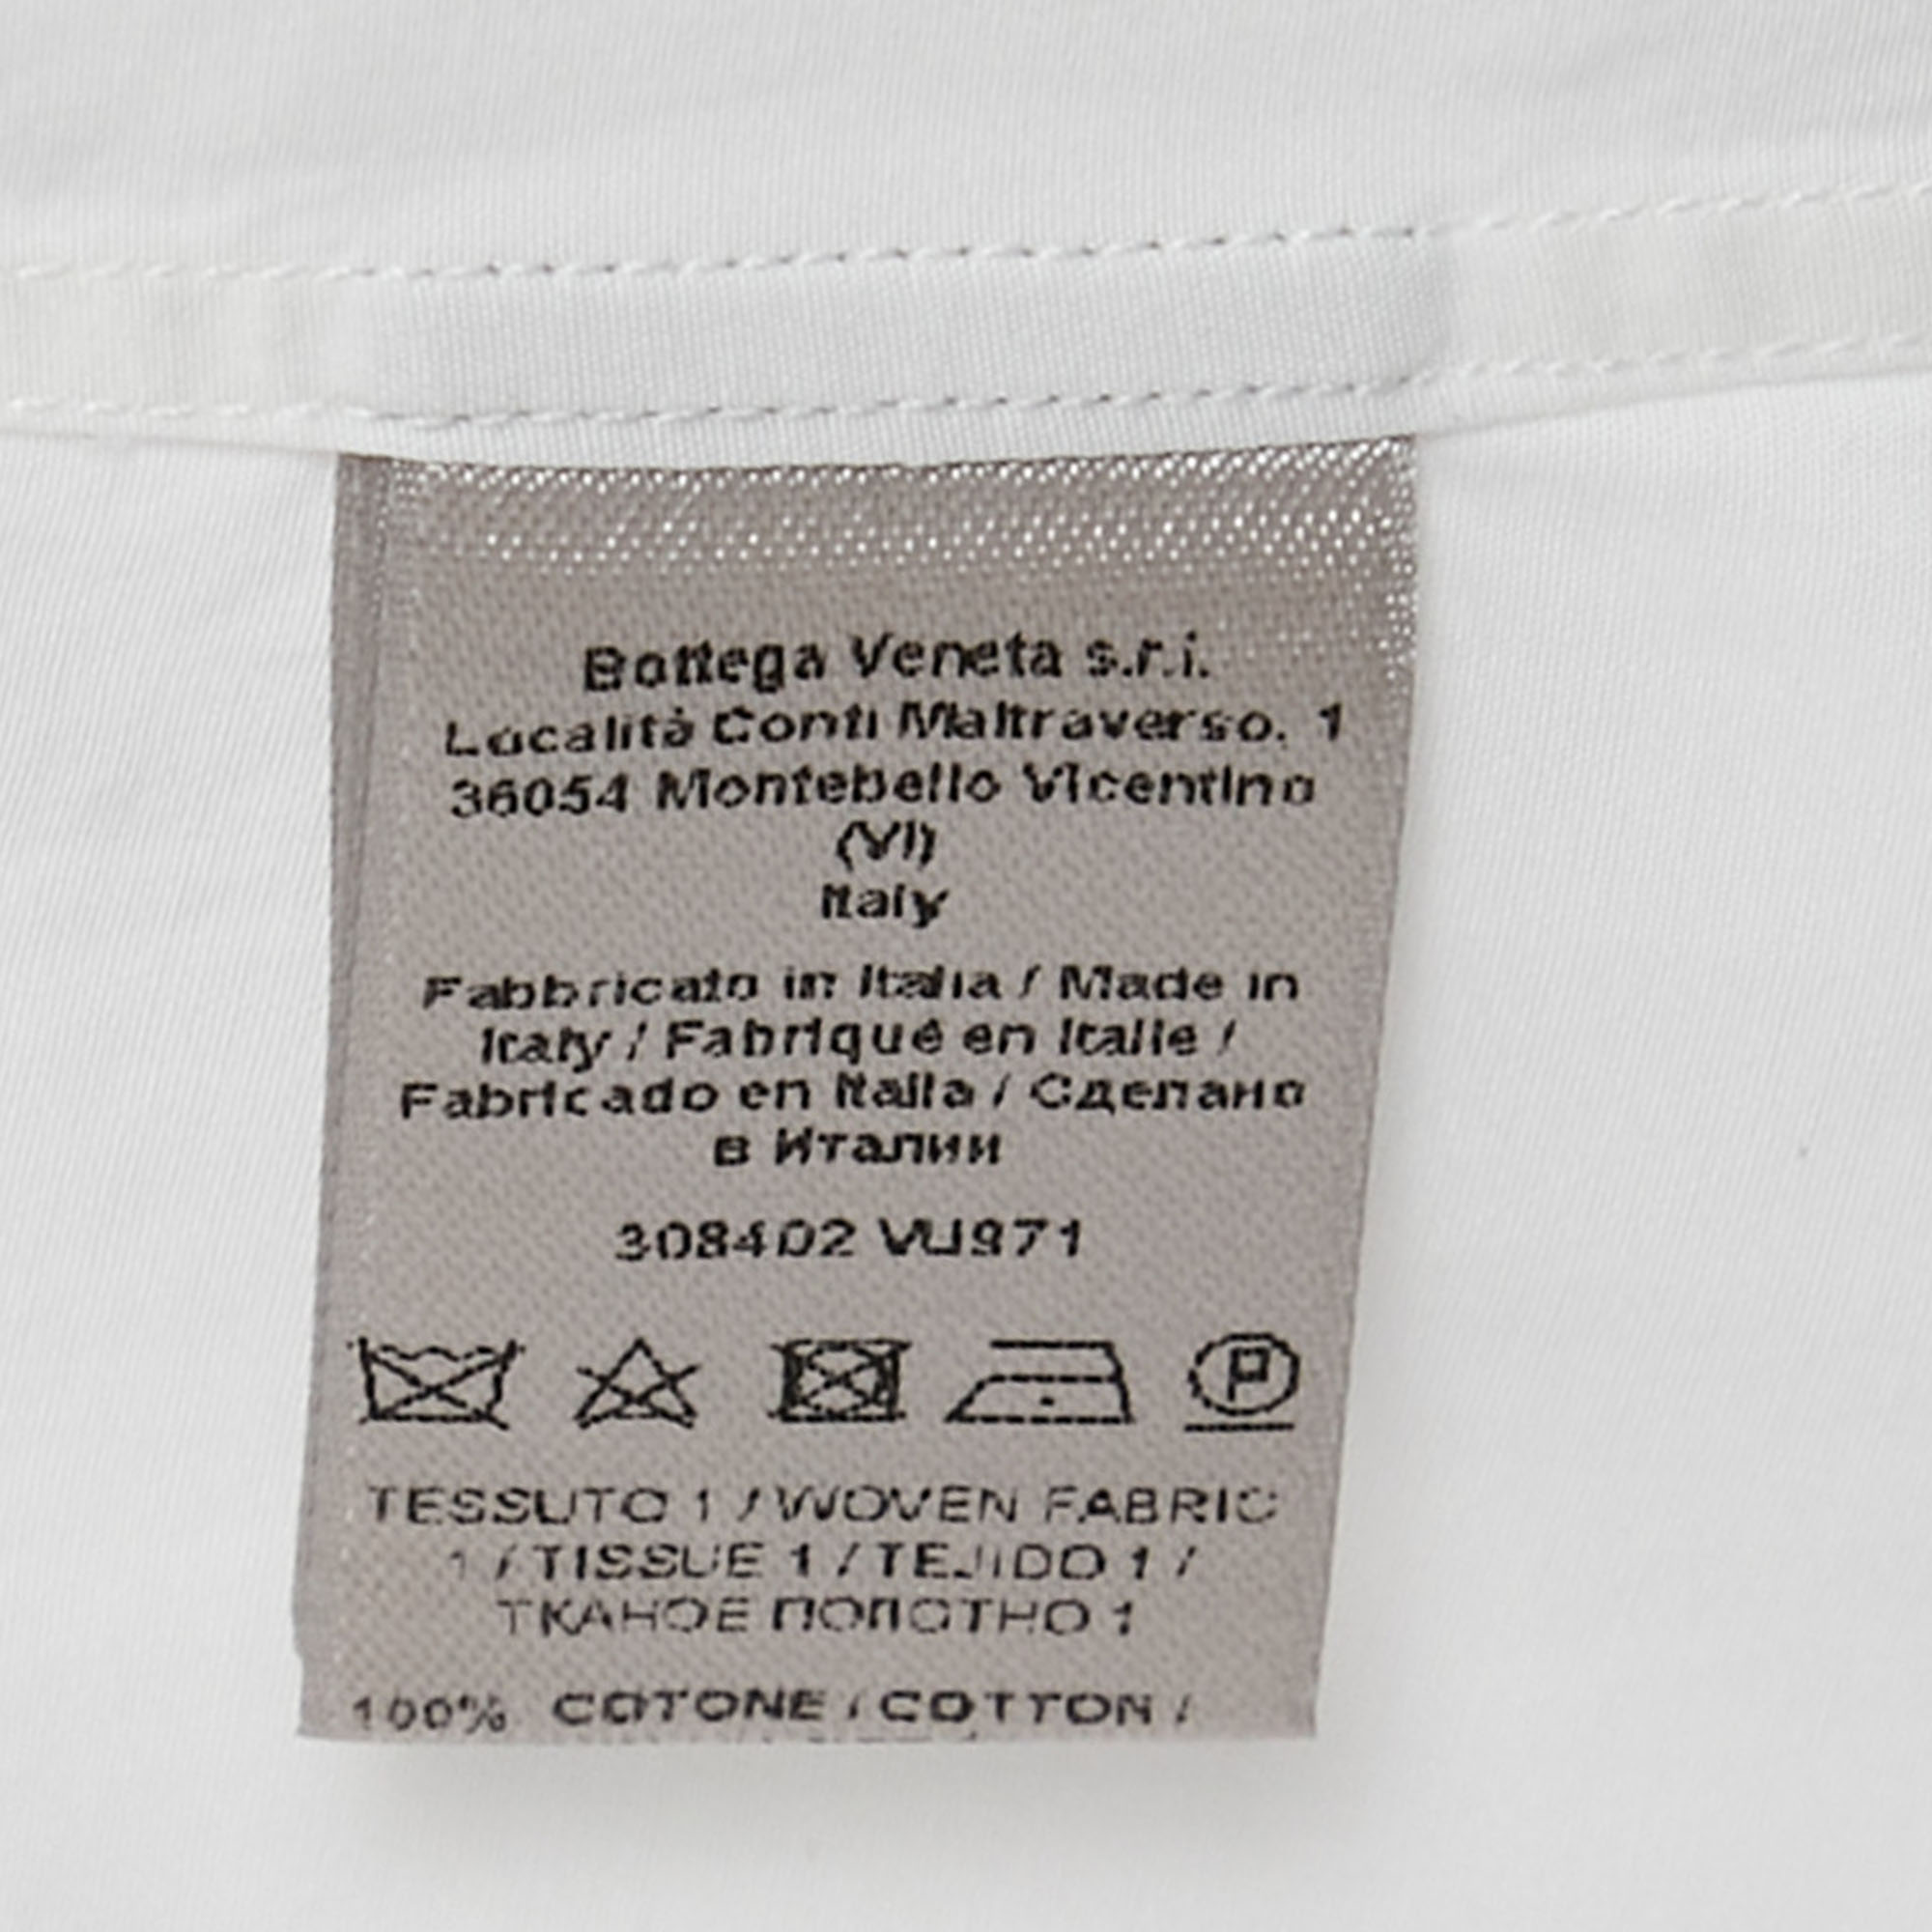 Bottega Veneta s.r.l.
Località Conti Maltraverso, 1
36054 Montebello Vicentino
(VI)
Italy
Fabbricato in Italia / Made in
Italy / Fabriqué en Italie /
Fabricado en Italia / Сделано
в Италии
308402 VU971
P
TESSUTO 1 / WOVEN FABRIC
1 / TISSUE 1 / TEJIDO 1 /
ТКАНОЕ ПОЛОТНО 1
100% COTONE / COTTON /